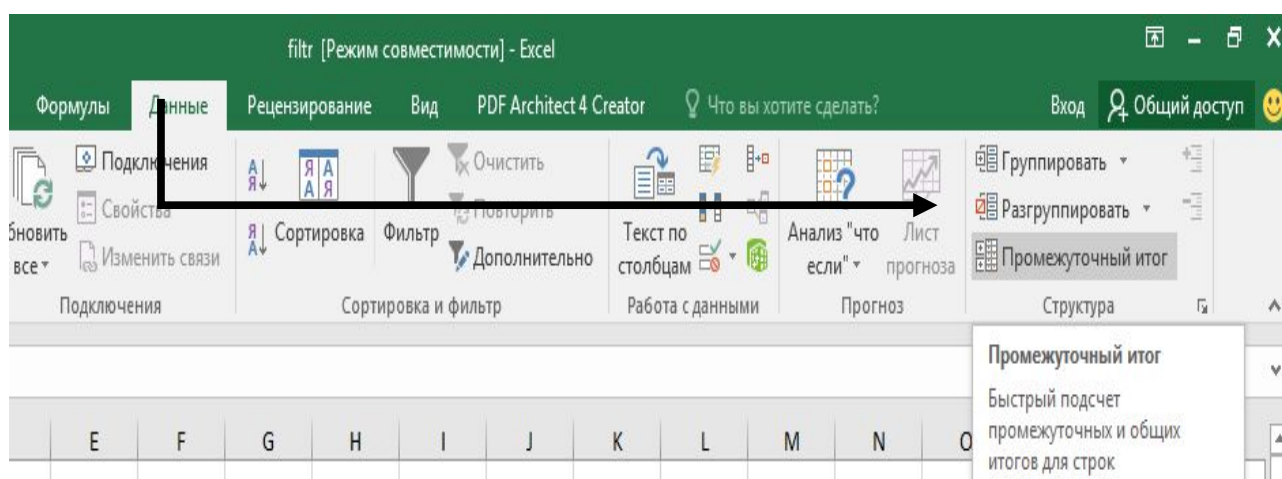 filtr [Режим совместимости] - Excel
Формулы Данные Рецензирование Вид PDF Architect 4 Creator Что вы хотите сделать? Вход Общий доступ
Подключения
Свойства
Изменить связи
все
Подключения
Сортировка
Фильтр
Очистить
Повторить
Дополнительно
Сортировка и фильтр
Текст по
столбцам
Работа с данными
Анализ "что
если"
Лист
прогноза
Прогноз
Группировать
Разгруппировать
Промежуточный итог
Структура
Промежуточный итог
Быстрый подсчет
промежуточных и общих
итогов для строк
E F G H I J K L M N O